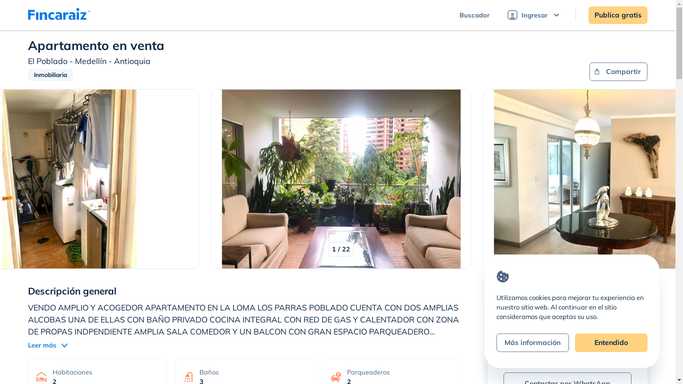 Fincaraiz
Buscador
Ingresar
Publica gratis
Apartamento en venta
El Poblado - Medellín - Antioquia
Inmobiliaria
Compartir
1 / 22
Descripción general
VENDO AMPLIO Y ACOGEDOR APARTAMENTO EN LA LOMA LOS PARRAS POBLADO CUENTA CON DOS AMPLIAS
ALCOBAS UNA DE ELLAS CON BAÑO PRIVADO COCINA INTEGRAL CON RED DE GAS Y CALENTADOR CON ZONA
DE PROPAS INDPENDIENTE AMPLIA SALA COMEDOR Y UN BALCON CON GRAN ESPACIO PARQUEADERO...
Leer más
Habitaciones
2
Baños
3
Parqueaderos
2
Utilizamos cookies para mejorar tu experiencia en
nuestro sitio web. Al continuar en el sitio
consideramos que aceptas su uso.
Más información
Entendido
Contactar por WhatsApp